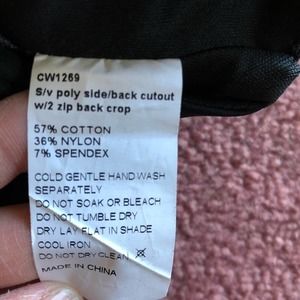 CW1269
S/v poly side/back cutout
w/2 zip back crop
57% COTTON
36% NYLON
7% SPENDEX
COLD GENTLE HAND WASH
SEPARATELY
DO NOT SOAK OR BLEACH
DO NOT TUMBLE DRY
DRY LAY FLAT IN SHADE
COOL IRON
DO NOT DRY CLEAN
MADE IN CHINA